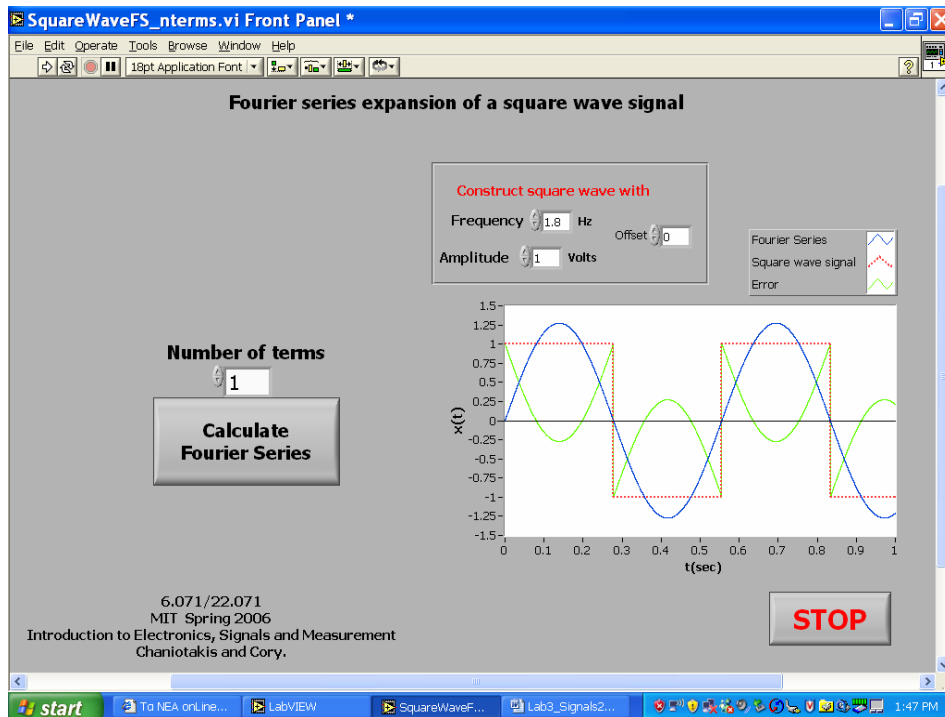 SquareWaveFS_nterms.vi Front Panel *
File Edit Operate Tools Browse Window Help
18pt Application Font
?
1
Fourier series expansion of a square wave signal
Construct square wave with
Frequency 1.8 Hz
Offset 0
Amplitude 1 Volts
Fourier Series
Square wave signal
Error
Number of terms
1
Calculate
Fourier Series
x(t)
1.5
1.25
1
0.75
0.5
0.25
0
-0.25
-0.5
-0.75
-1
-1.25
-1.5
0 0.1 0.2 0.3 0.4 0.5 0.6 0.7 0.8 0.9 1
t(sec)
6.071/22.071
MIT Spring 2006
Introduction to Electronics, Signals and Measurement
Chaniotakis and Cory.
STOP
start Τα ΝΕΑ onLine... LabVIEW SquareWaveF... Lab3_Signals2... 1:47 PM